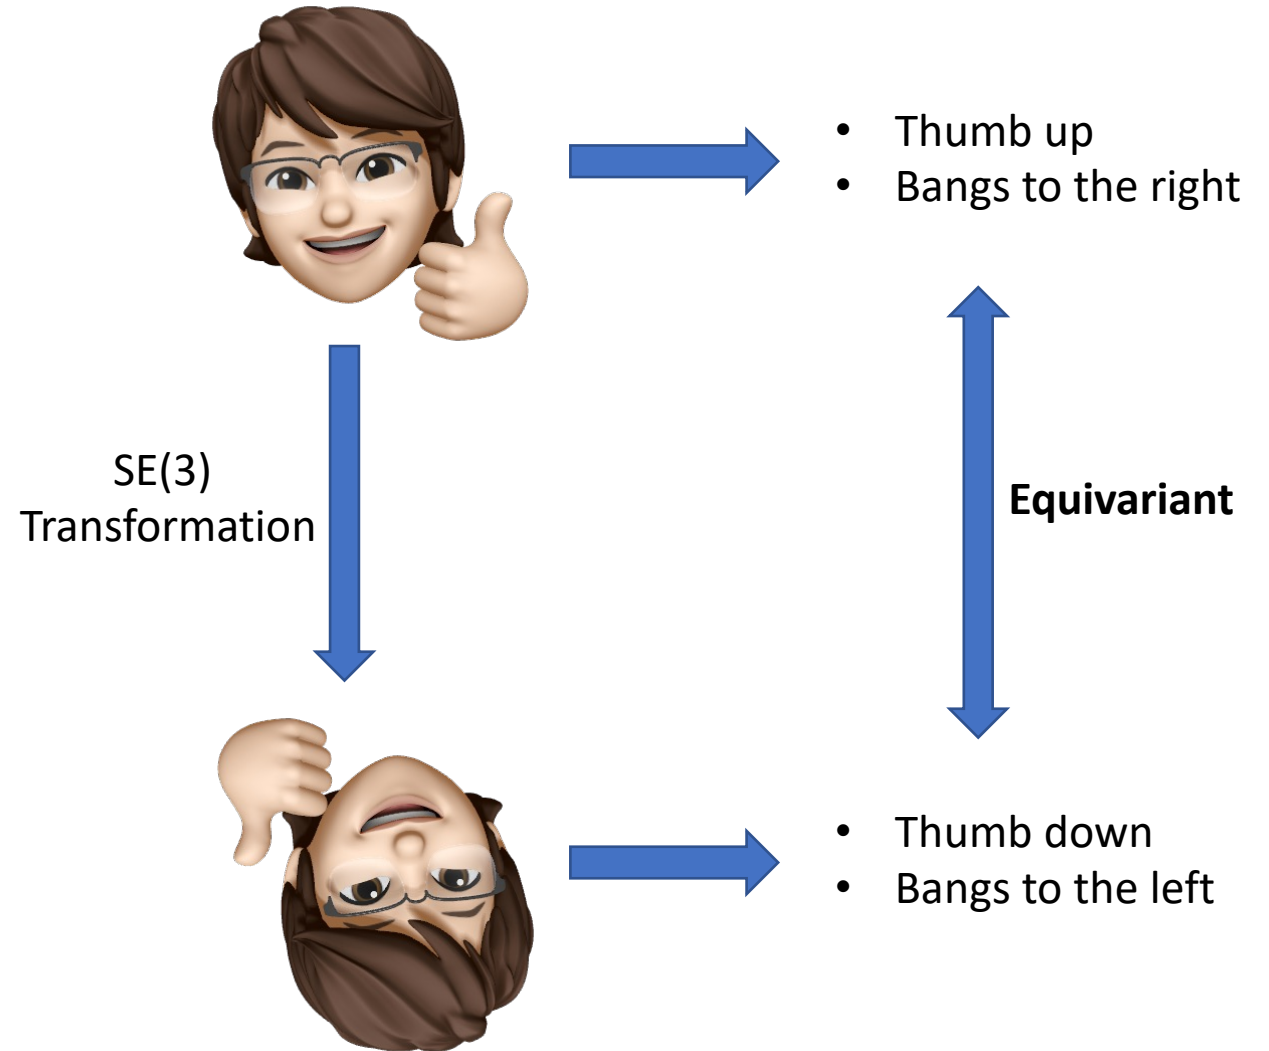 • Thumb up
• Bangs to the right
SE(3)
Transformation
Equivariant
• Thumb down
• Bangs to the left